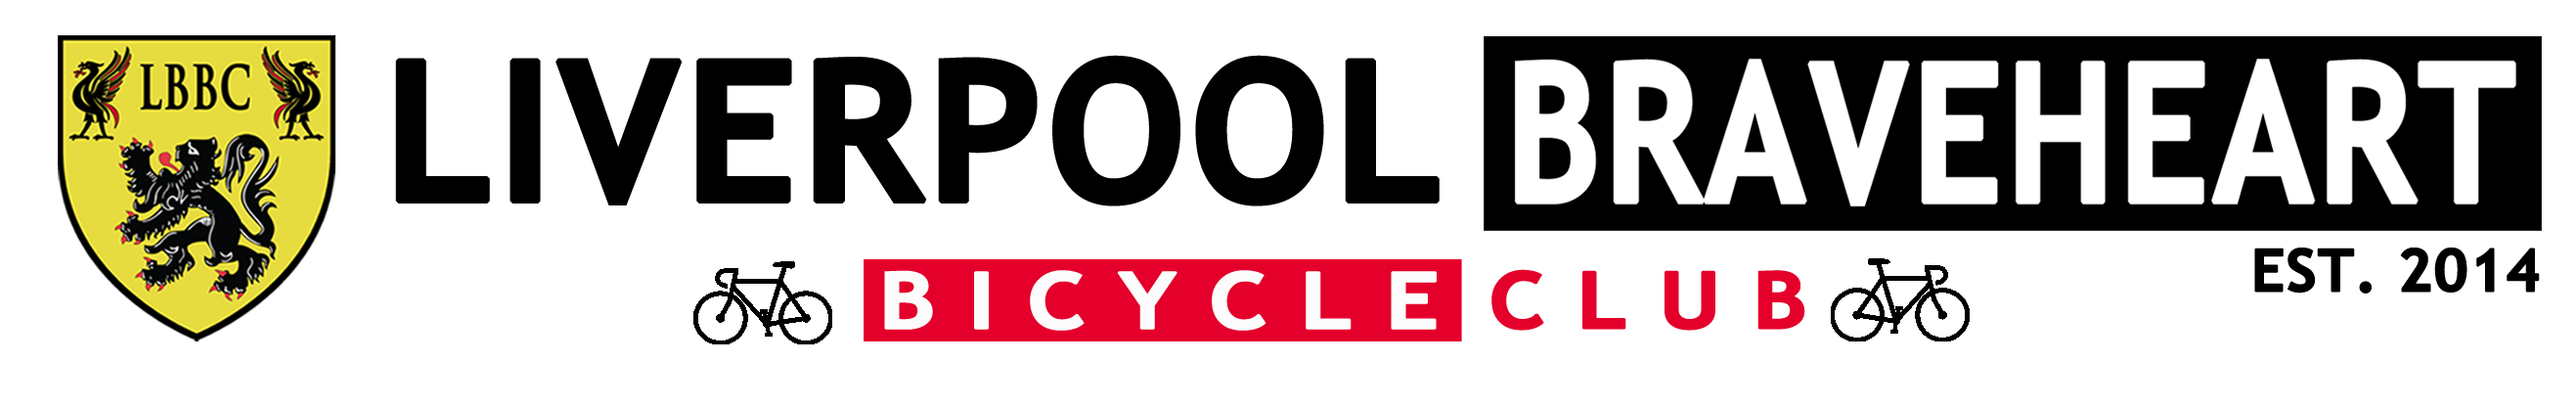 LBBC
LIVERPOOL BRAVEHEART
BICYCLE CLUB
EST. 2014